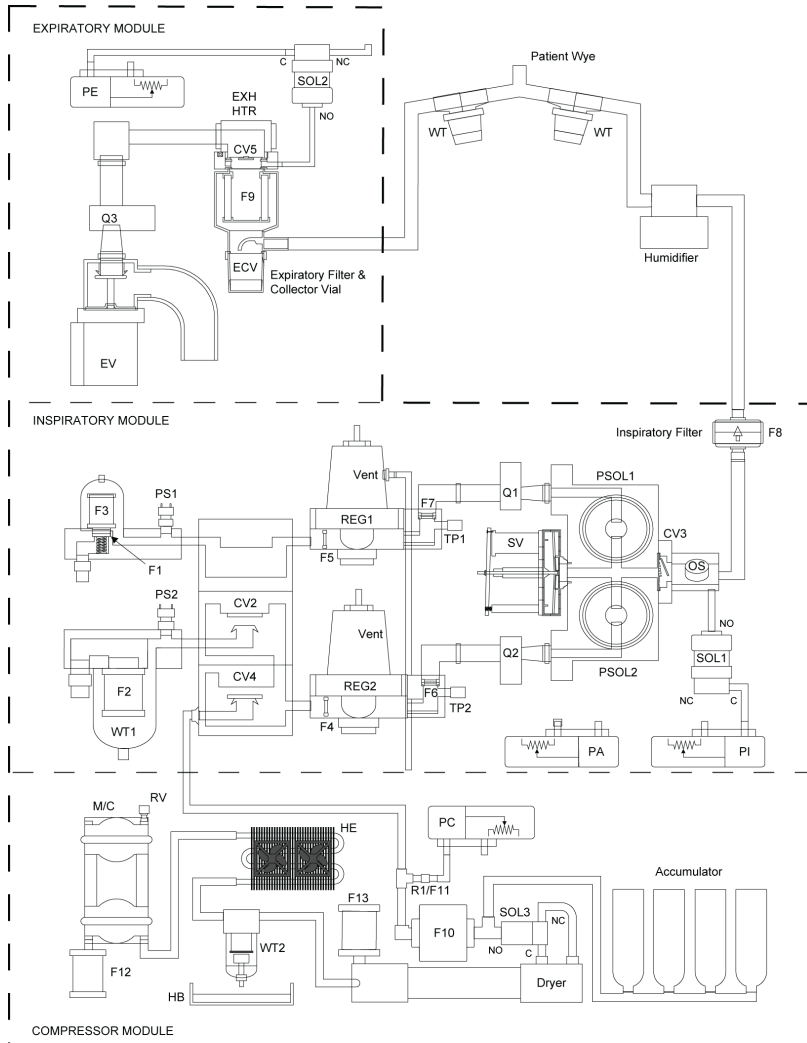 EXPIRATORY MODULE
Patient Wye
C
NC
SOL2
PE
EXH
HTR
NO
WT
WT
CV5
F9
Q3
Humidifier
ECV
Expiratory Filter &
Collector Vial
EV
INSPIRATORY MODULE
Inspiratory Filter
F8
Vent
PSOL1
PS1
F3
F7
Q1
REG1
CV3
TP1
SV
F5
OS
F1
PS2
CV2
NO
Vent
SOL1
CV4
Q2
PSOL2
REG2
F6
F2
NC
C
TP2
F4
WT1
PA
PI
M/C
RV
HE
PC
Accumulator
R1/F11
F13
SOL3
NC
F10
WT2
NO
C
F12
Dryer
HB
COMPRESSOR MODULE